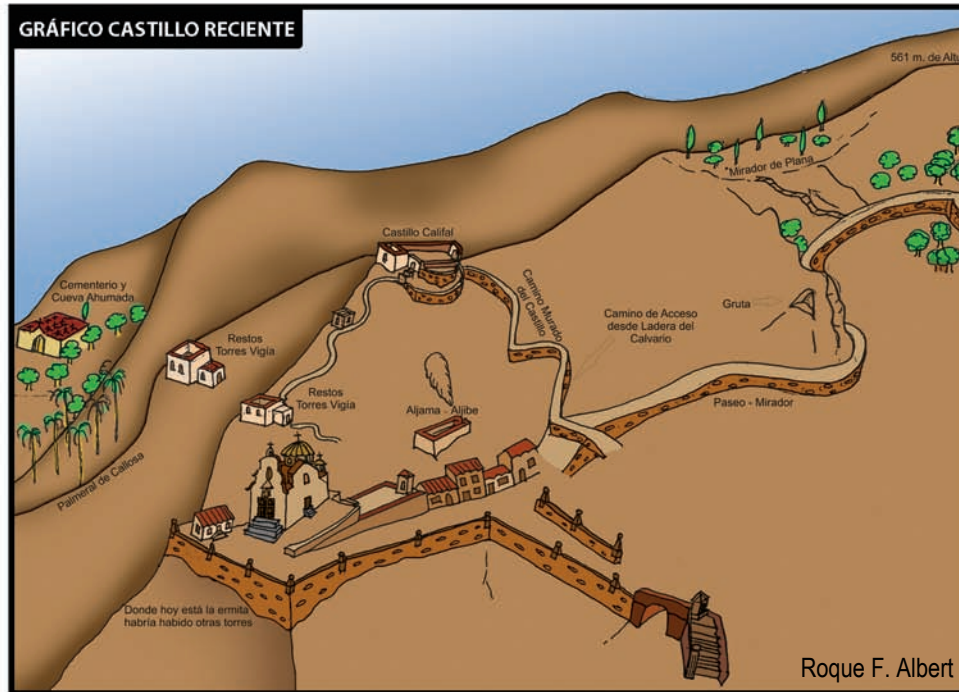 GRÁFICO CASTILLO RECIENTE
561 m. de Altu
Mirador de Plana
Castillo Califal
Cementerio y
Cueva Ahumada
Camino Murado
del Castillo
Gruta
Camino de Acceso
desde Ladera del
Calvario
Restos
Torres Vigía
Restos
Torres Vigía
Aljama - Aljibe
Paseo - Mirador
Palmeral de Callosa
Donde hoy está la ermita
habría habido otras torres
Roque F. Albert